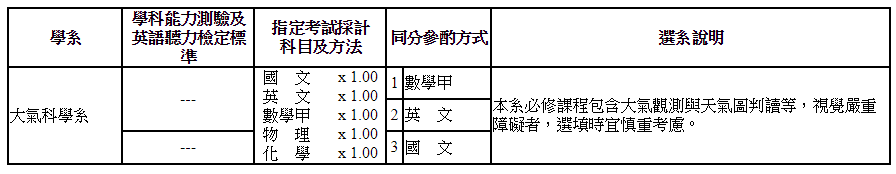 學系
學科能力測驗及
英語聽力檢定標
準
指定考試採計
科目及方法
同分參酌方式
選系說明
大氣科學系
---
---
國　文　x 1.00
英　文　x 1.00
數學甲　x 1.00
物　理　x 1.00
化　學　x 1.00
1 數學甲
2 英　文
3 國　文
本系必修課程包含大氣觀測與天氣圖判讀等，視覺嚴重
障礙者，選填時宜慎重考慮。